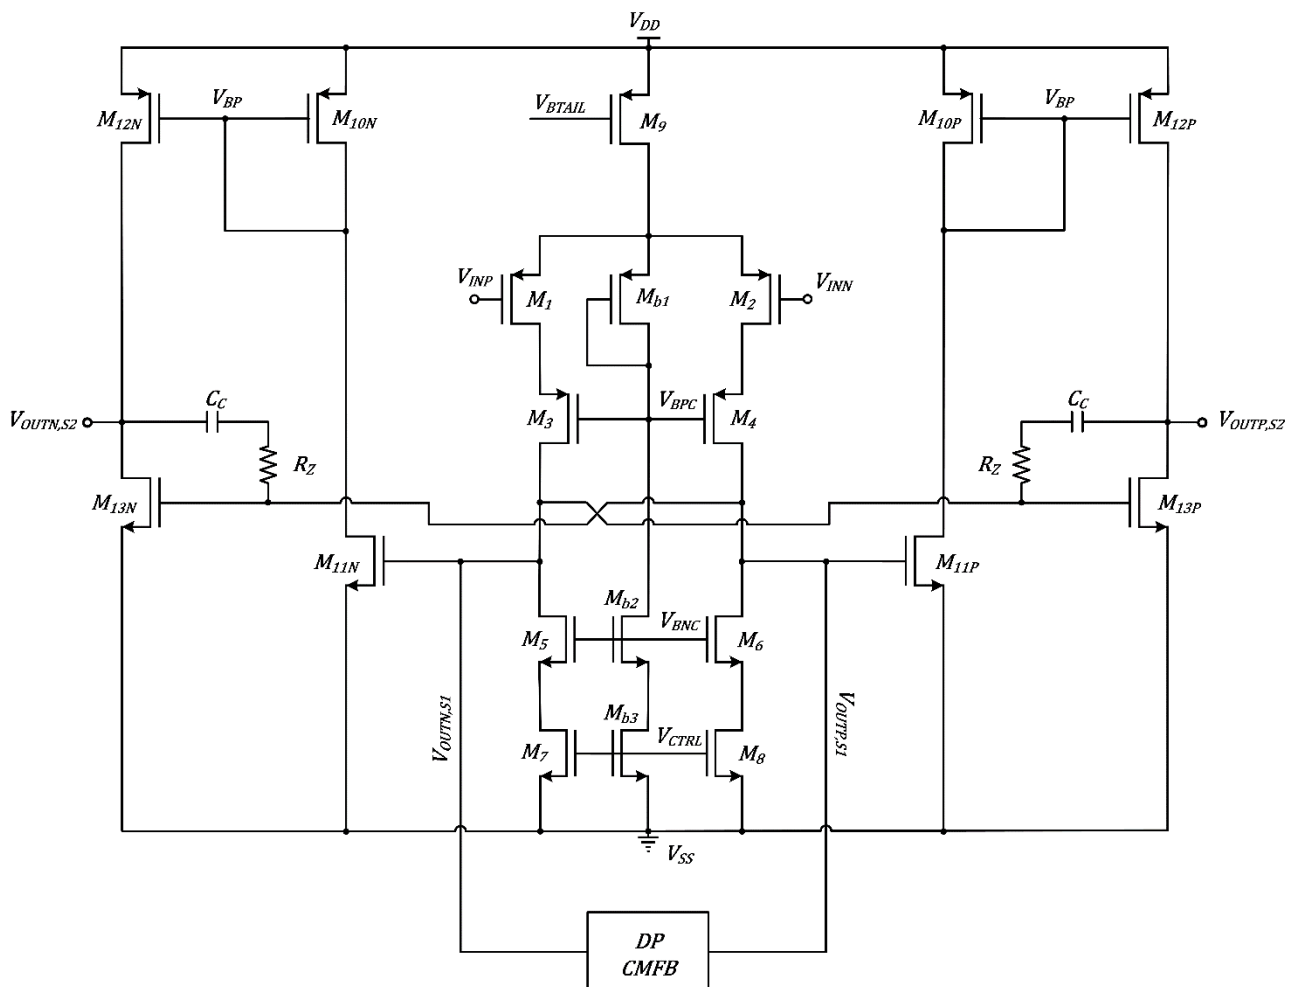 V_DD
M_12N
V_BP
M_10N
V_BTAIL
M_9
M_10P
V_BP
M_12P
V_INP
M_1
M_b1
M_2
V_INN
V_OUTN,S2
C_C
R_Z
M_3
V_BPC
M_4
C_C
R_Z
V_OUTP,S2
M_13N
M_13P
M_11N
M_11P
M_b2
M_5
V_BNC
M_6
V_OUTN,S1
M_b3
M_7
V_CTRL
M_8
V_OUTP,S1
V_SS
DP
CMFB